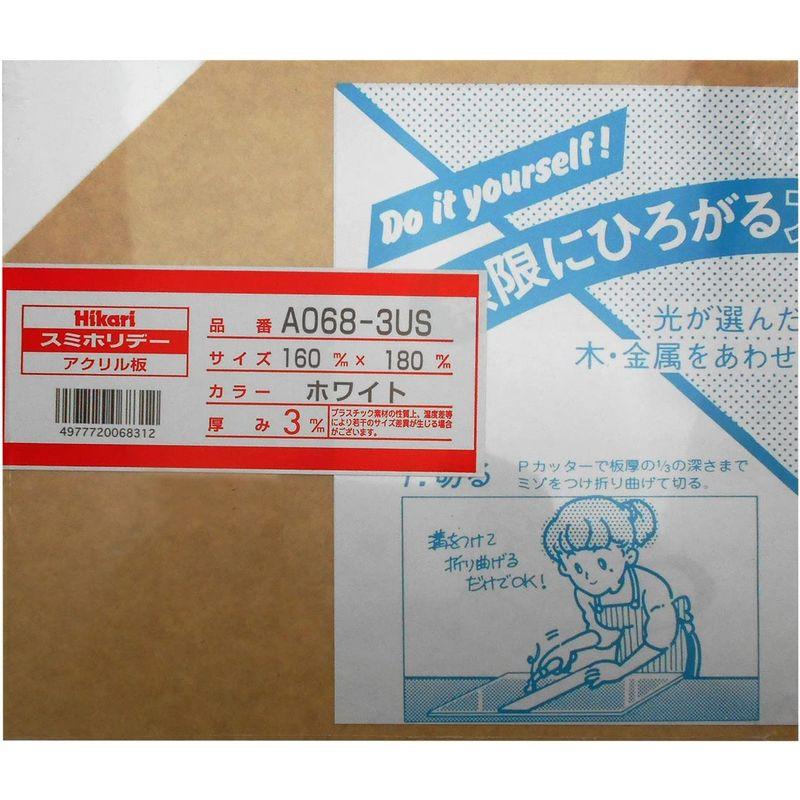 Do it yourself!
限にひろがる
光が選んだ
木・金属をあわせ
Hikari
スミホリデー
アクリル板
4977720068312
品番 A068-3US
サイズ 160 m/m × 180 m/m
カラー ホワイト
厚み 3 m/m
プラスチック素材の性質上、温度差等
により若干のサイズ差異が生じる場合
がございます。
1. 切る
Pカッターで板厚の1/3の深さまで
ミゾをつけ折り曲げて切る。
溝をつけて
折り曲げる
だけでOK!